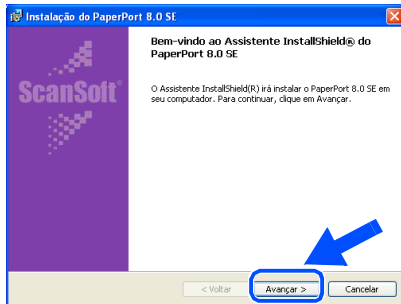 Instalação do PaperPort 8.0 SE
Bem-vindo ao Assistente InstallShield® do
PaperPort 8.0 SE
ScanSoft®
O Assistente InstallShield(R) irá instalar o PaperPort 8.0 SE em
seu computador. Para continuar, clique em Avançar.
< Voltar
Avançar >
Cancelar